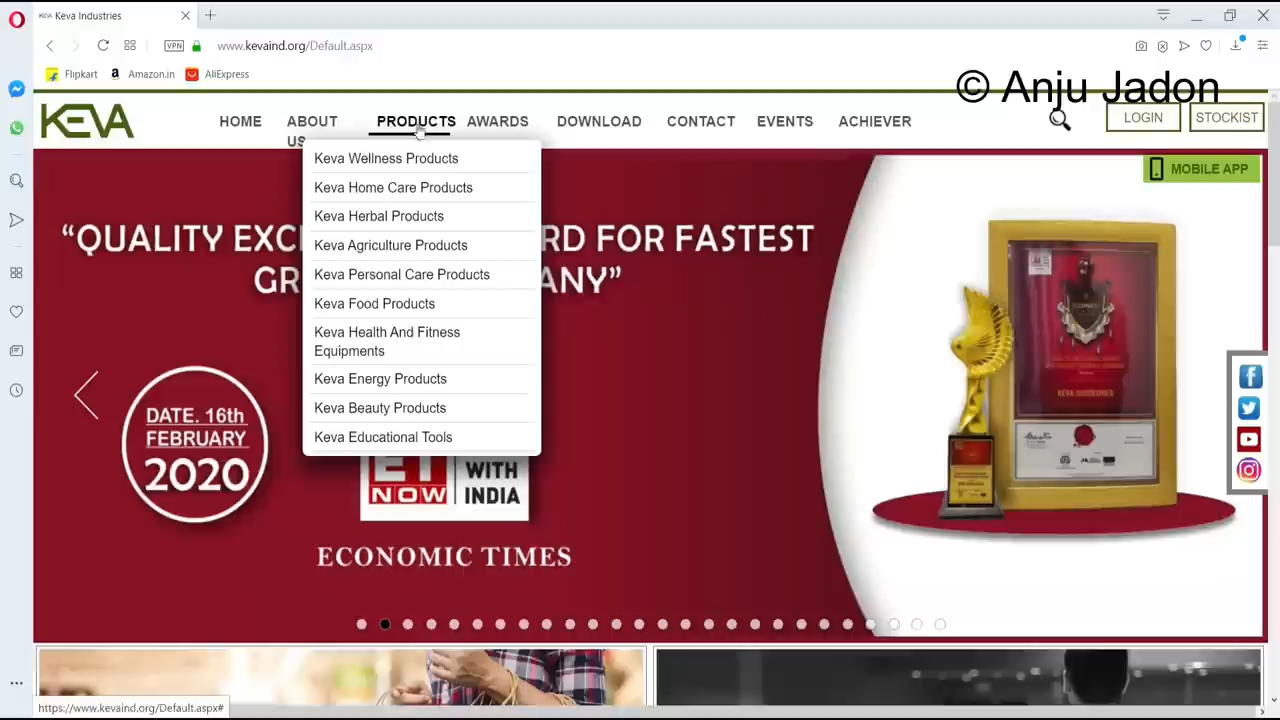 Keva Industries
VPN
www.kevaind.org/Default.aspx
Flipkart
a Amazon.in
AliExpress
© Anju Jadon
KEVA
HOME
ABOUT US
PRODUCTS
AWARDS
DOWNLOAD
CONTACT
EVENTS
ACHIEVER
LOGIN
STOCKIST
MOBILE APP
Keva Wellness Products
Keva Home Care Products
Keva Herbal Products
Keva Agriculture Products
Keva Personal Care Products
Keva Food Products
Keva Health And Fitness
Equipments
Keva Energy Products
Keva Beauty Products
Keva Educational Tools
“QUALITY EXC RD FOR FASTEST
GR ANY”
DATE. 16th
FEBRUARY
2020
ET
NOW
WITH
INDIA
ECONOMIC TIMES
https://www.kevaind.org/Default.aspx#